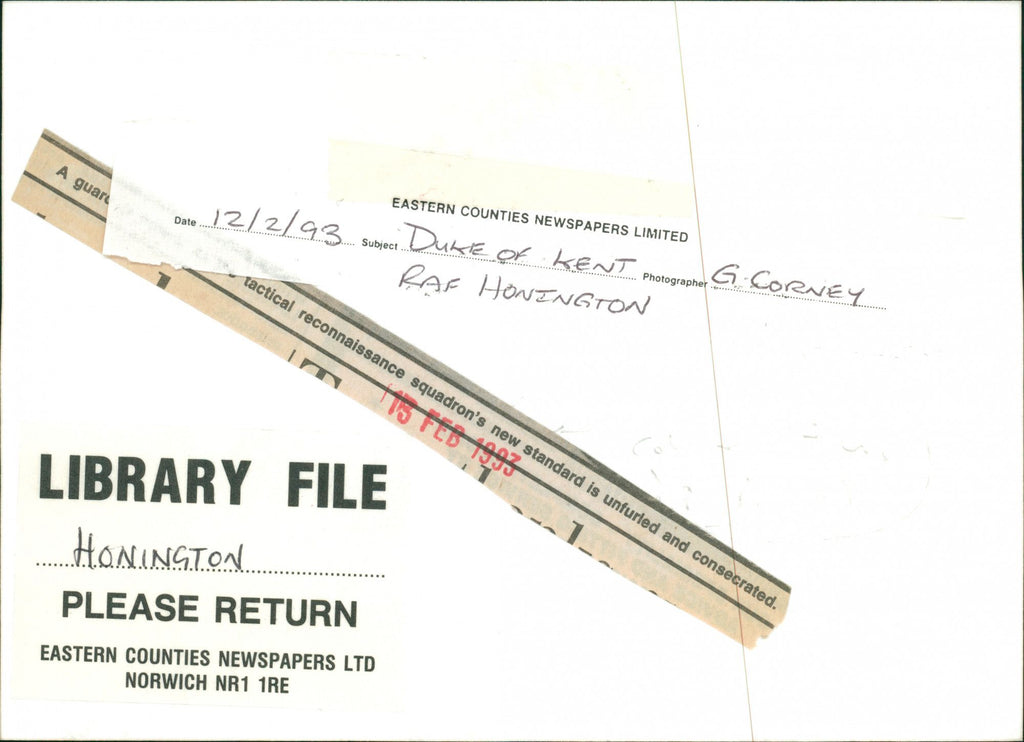 EASTERN COUNTIES NEWSPAPERS LIMITED
Date 12/2/93 Subject DUKE OF KENT Photographer G. CORNEY
RAF HONINGTON
A guard
tactical reconnaissance squadron's new standard is unfurled and consecrated.
15 FEB 1993
LIBRARY FILE
HONINGTON
PLEASE RETURN
EASTERN COUNTIES NEWSPAPERS LTD
NORWICH NR1 1RE